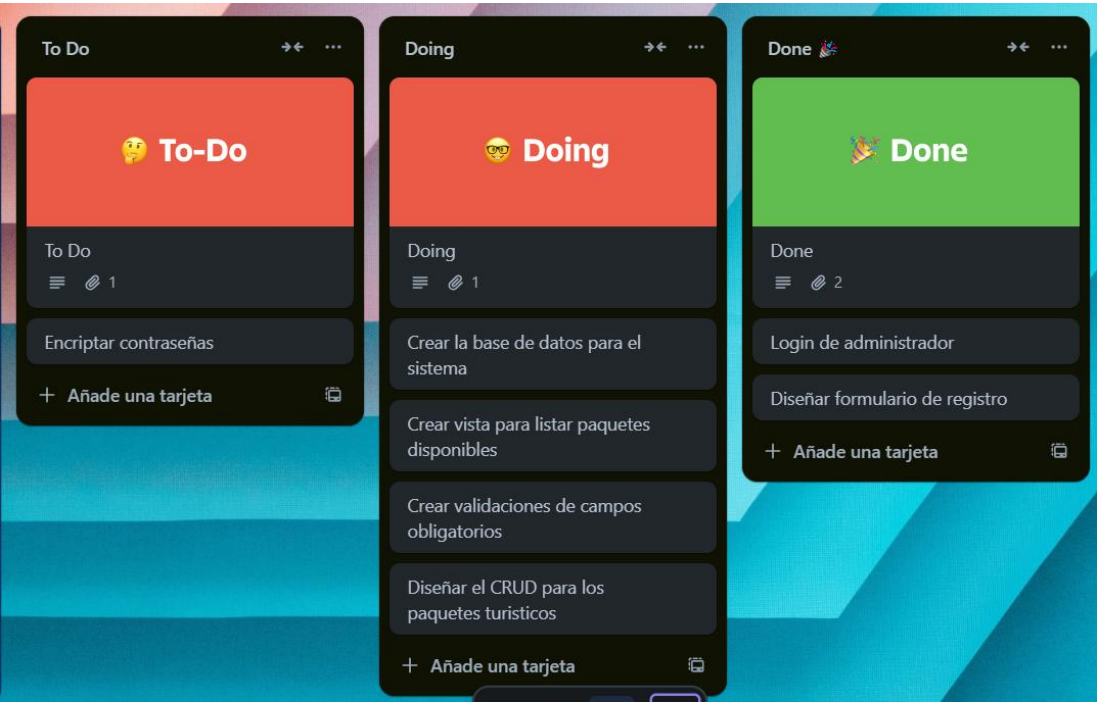 To Do
🤔 To-Do
To Do
1
Encriptar contraseñas
+ Añade una tarjeta
Doing
🤓 Doing
Doing
1
Crear la base de datos para el
sistema
Crear vista para listar paquetes
disponibles
Crear validaciones de campos
obligatorios
Diseñar el CRUD para los
paquetes turisticos
+ Añade una tarjeta
Done 🎉
🎉 Done
Done
2
Login de administrador
Diseñar formulario de registro
+ Añade una tarjeta